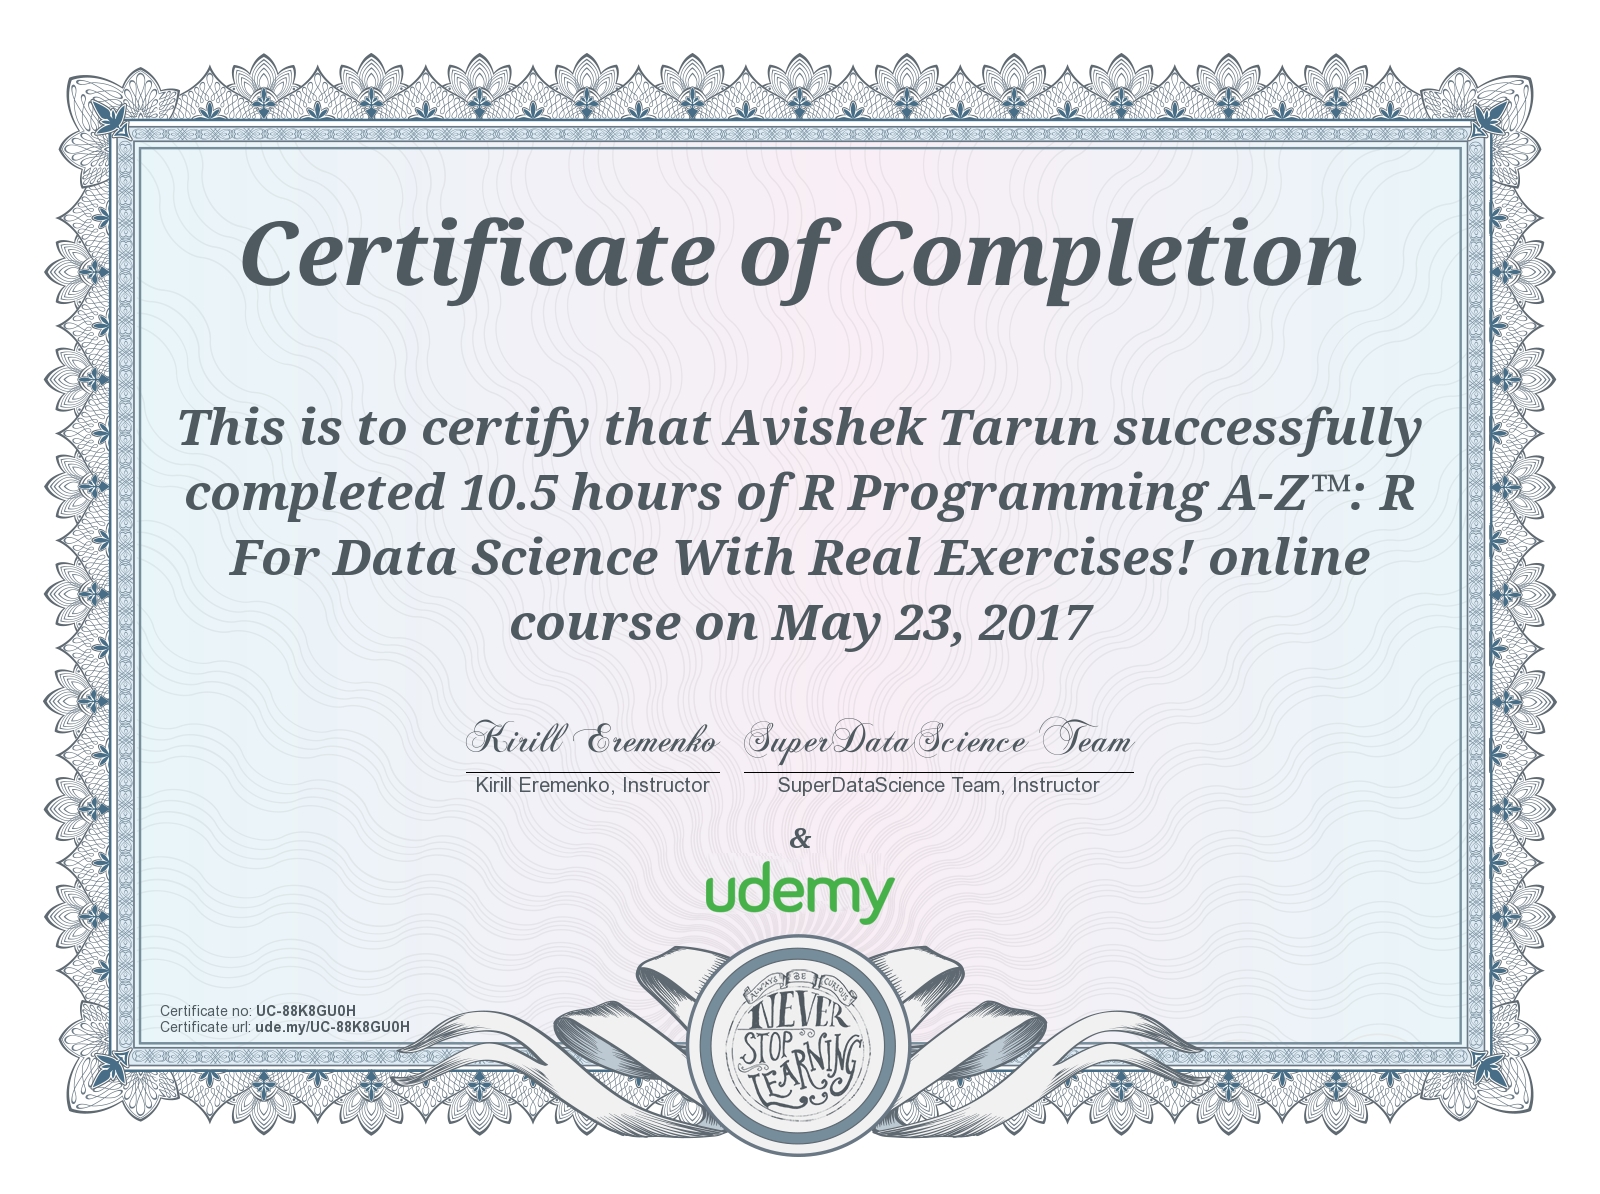 Certificate of Completion
This is to certify that Avishek Tarun successfully
completed 10.5 hours of R Programming A-Z™: R
For Data Science With Real Exercises! online
course on May 23, 2017
Kirill Eremenko SuperDataScience Team
Kirill Eremenko, Instructor SuperDataScience Team, Instructor
&
udemy
Certificate no: UC-88K8GU0H
Certificate url: ude.my/UC-88K8GU0H
ALWAYS BE CURIOUS
NEVER
STOP
LEARNING